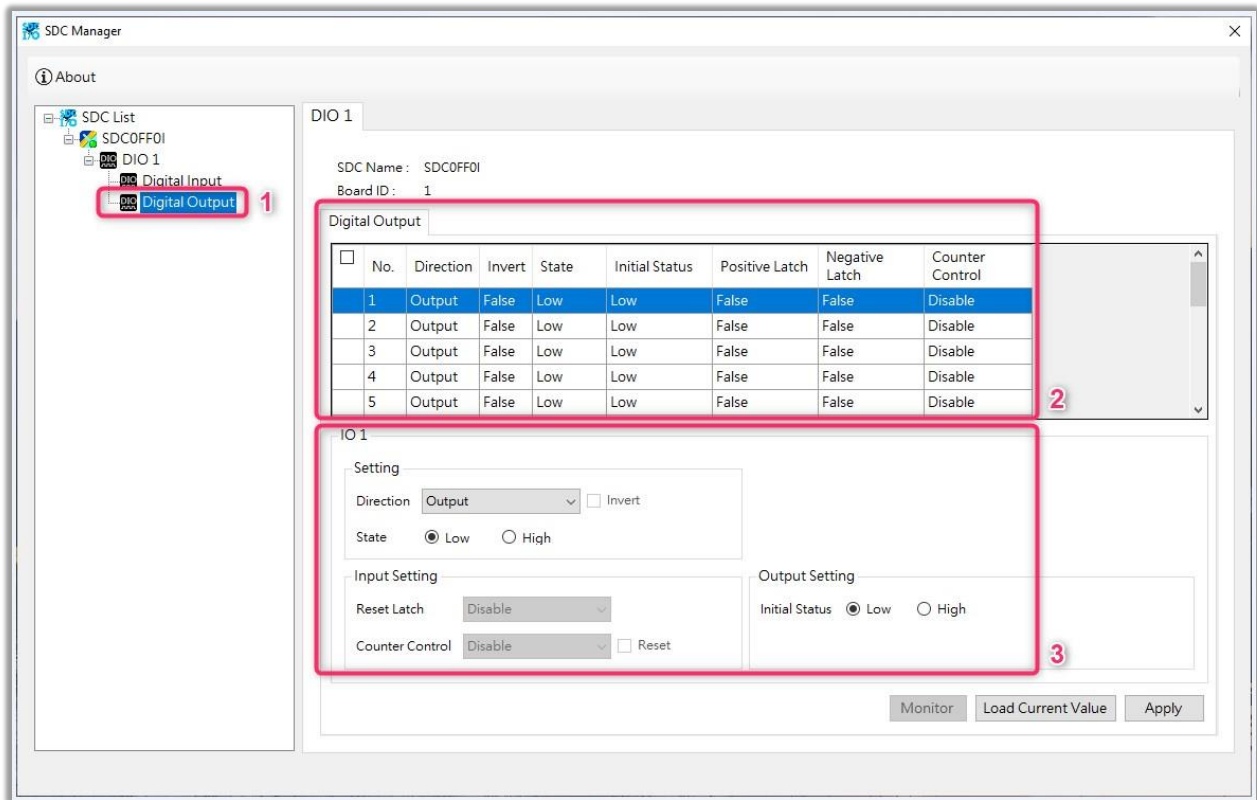 SDC Manager
About
SDC List
SDC0FF0I
DIO 1
DIO Digital Input
DIO Digital Output 1
DIO 1
SDC Name : SDC0FF0I
Board ID : 1
Digital Output
No. Direction Invert State Initial Status Positive Latch Negative Latch Counter Control
1 Output False Low Low False False Disable
2 Output False Low Low False False Disable
3 Output False Low Low False False Disable
4 Output False Low Low False False Disable
5 Output False Low Low False False Disable
2
IO 1
Setting
Direction Output Invert
State Low High
Input Setting
Reset Latch Disable
Counter Control Disable Reset
Output Setting
Initial Status Low High
3
Monitor Load Current Value Apply